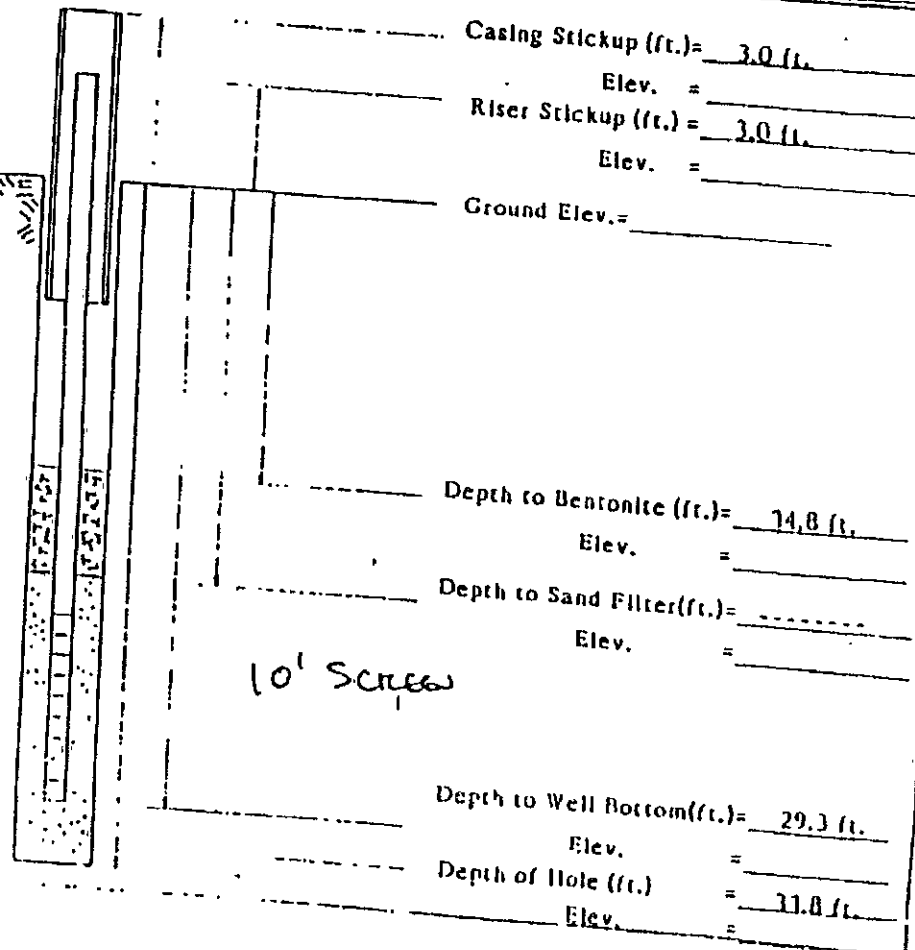 Casing Stickup (ft.)= 3.0 ft.
Elev. =
Riser Stickup (ft.) = 3.0 ft.
Elev. =
Ground Elev.=
Depth to Bentonite (ft.)= 14.8 ft.
Elev. =
Depth to Sand Filter(ft.)= --------
Elev. =
10' SCREEN
Depth to Well Bottom(ft.)= 29.3 ft.
Elev. =
Depth of Hole (ft.) = 31.8 ft.
Elev. =